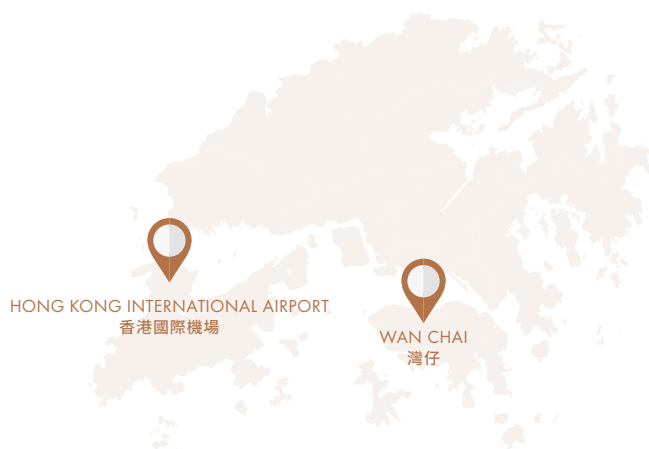 HONG KONG INTERNATIONAL AIRPORT
香港國際機場
WAN CHAI
灣仔